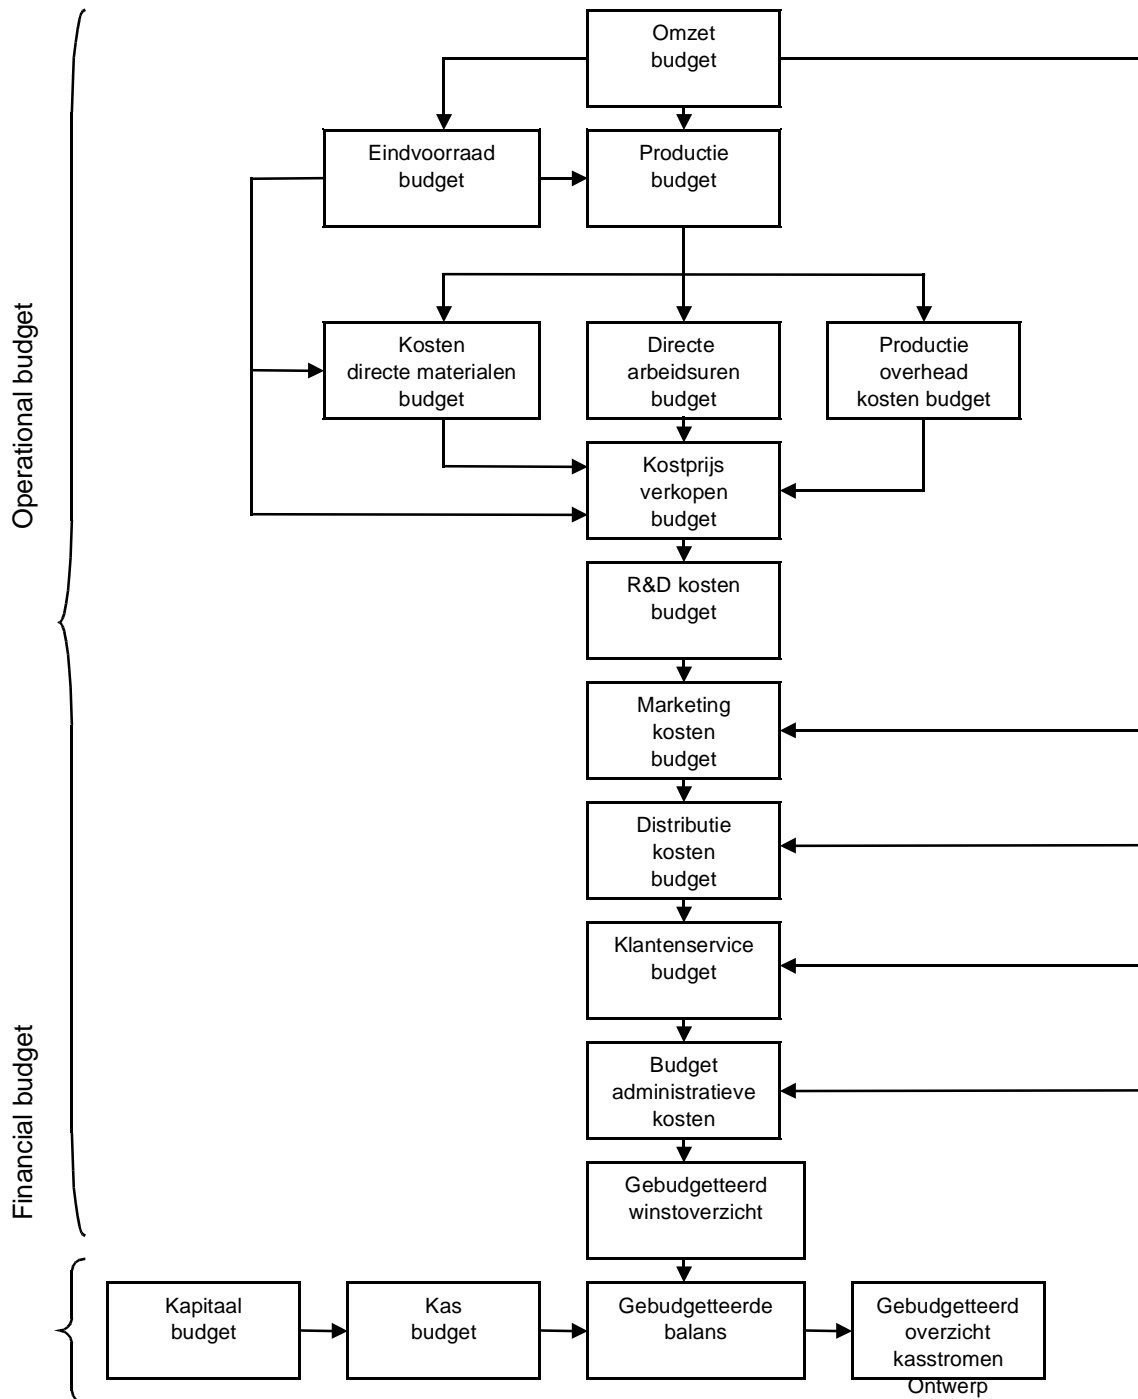 Omzet
budget
Eindvoorraad
budget
Productie
budget
Operational budget
Kosten
directe materialen
budget
Directe
arbeidsuren
budget
Productie
overhead
kosten budget
Kostprijs
verkopen
budget
R&D kosten
budget
Marketing
kosten
budget
Distributie
kosten
budget
Klantenservice
budget
Budget
administratieve
kosten
Gebudgetteerd
winstoverzicht
Financial budget
Kapitaal
budget
Kas
budget
Gebudgetteerde
balans
Gebudgetteerd
overzicht
kasstromen
Ontwerp